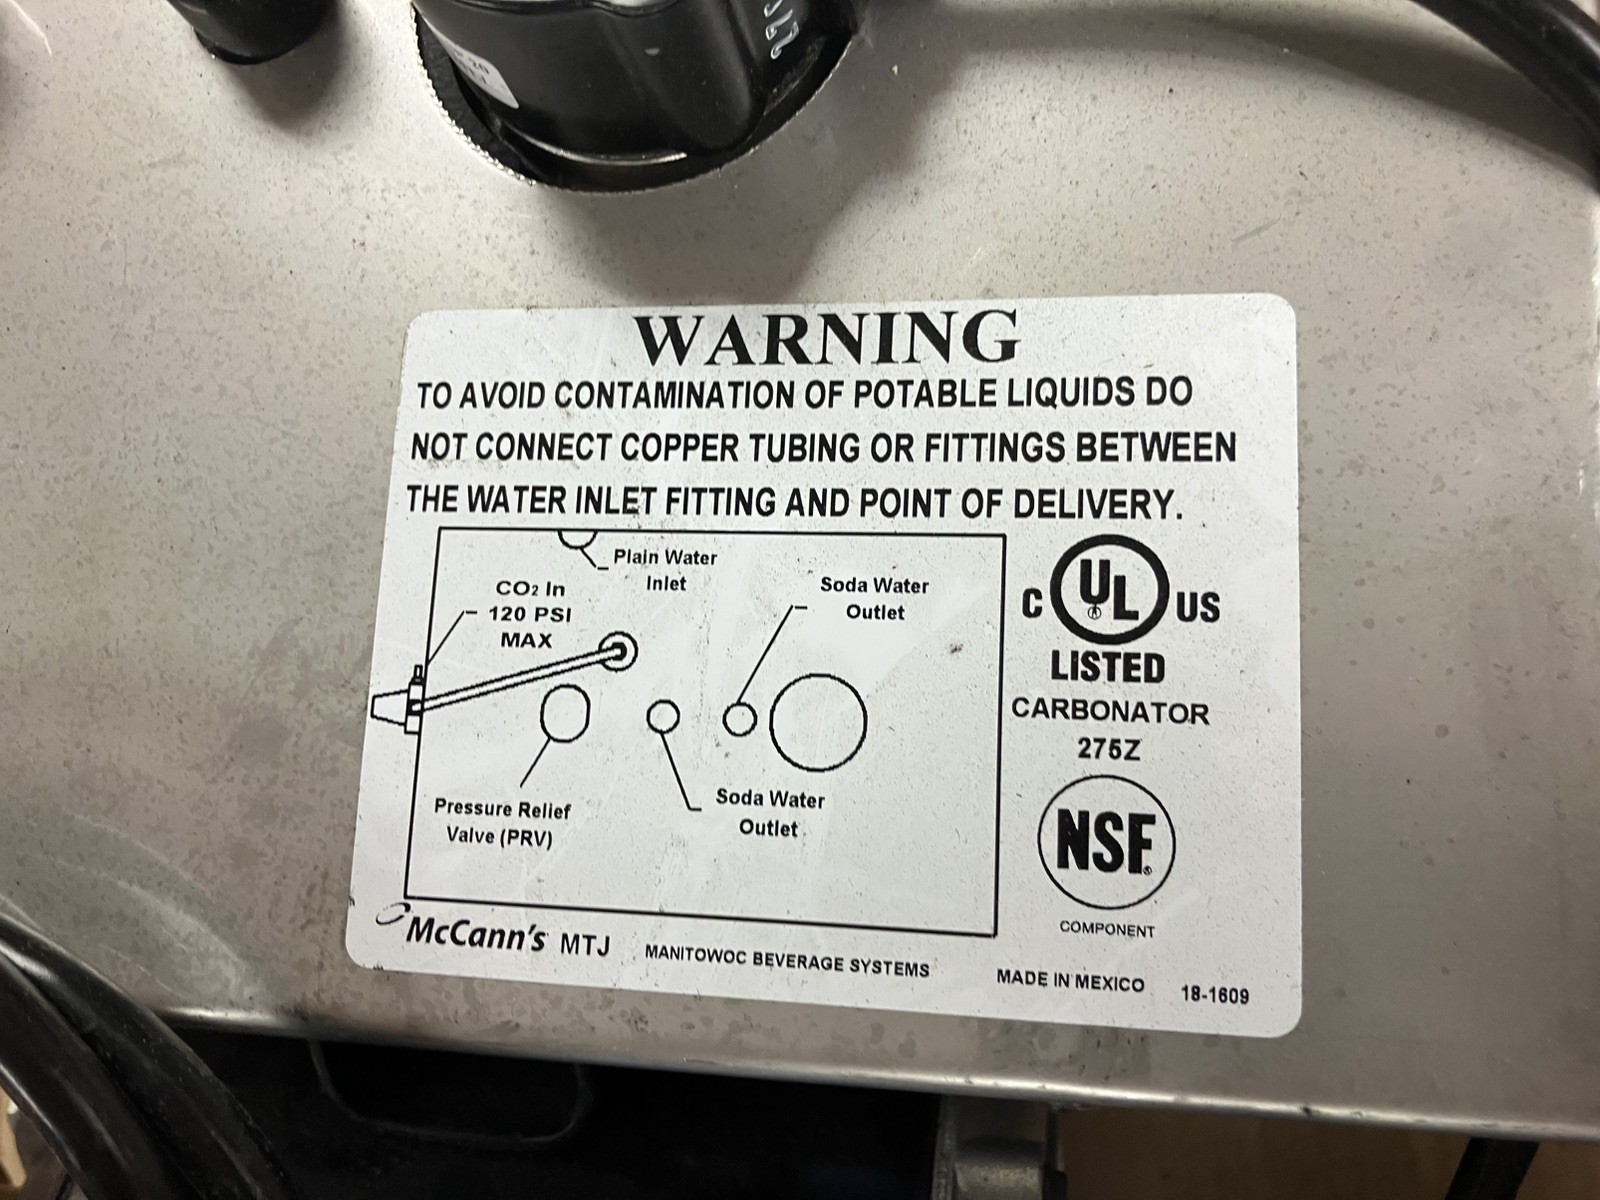 WARNING
TO AVOID CONTAMINATION OF POTABLE LIQUIDS DO
NOT CONNECT COPPER TUBING OR FITTINGS BETWEEN
THE WATER INLET FITTING AND POINT OF DELIVERY.
Plain Water
Inlet
CO2 In
120 PSI
MAX
Soda Water
Outlet
Pressure Relief
Valve (PRV)
Soda Water
Outlet
C UL US
LISTED
CARBONATOR
275Z
NSF®
COMPONENT
McCann's MTJ
MANITOWOC BEVERAGE SYSTEMS
MADE IN MEXICO
18-1609